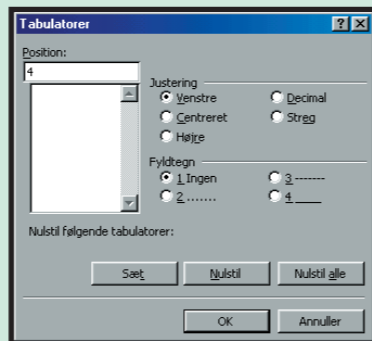 Tabulatorer
Position:
4
Justering
Venstre
Decimal
Centreret
Streg
Højre
Fyldtegn
1 Ingen
3 -------
2 .......
4 ____
Nulstil følgende tabulatorer:
Sæt
Nulstil
Nulstil alle
OK
Annuller